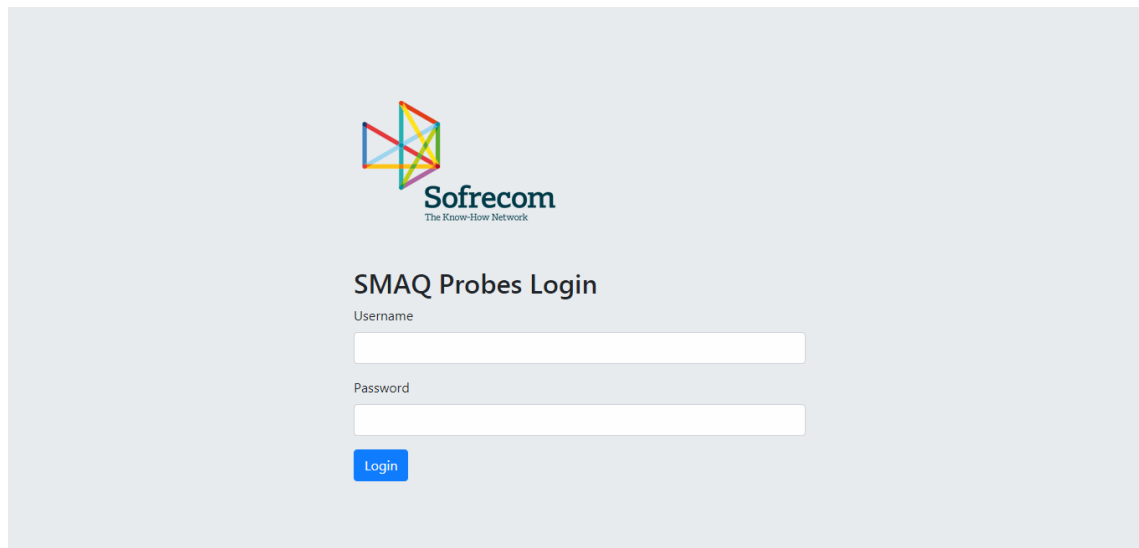 Sofrecom
The Know-How Network
SMAQ Probes Login
Username
Password
Login